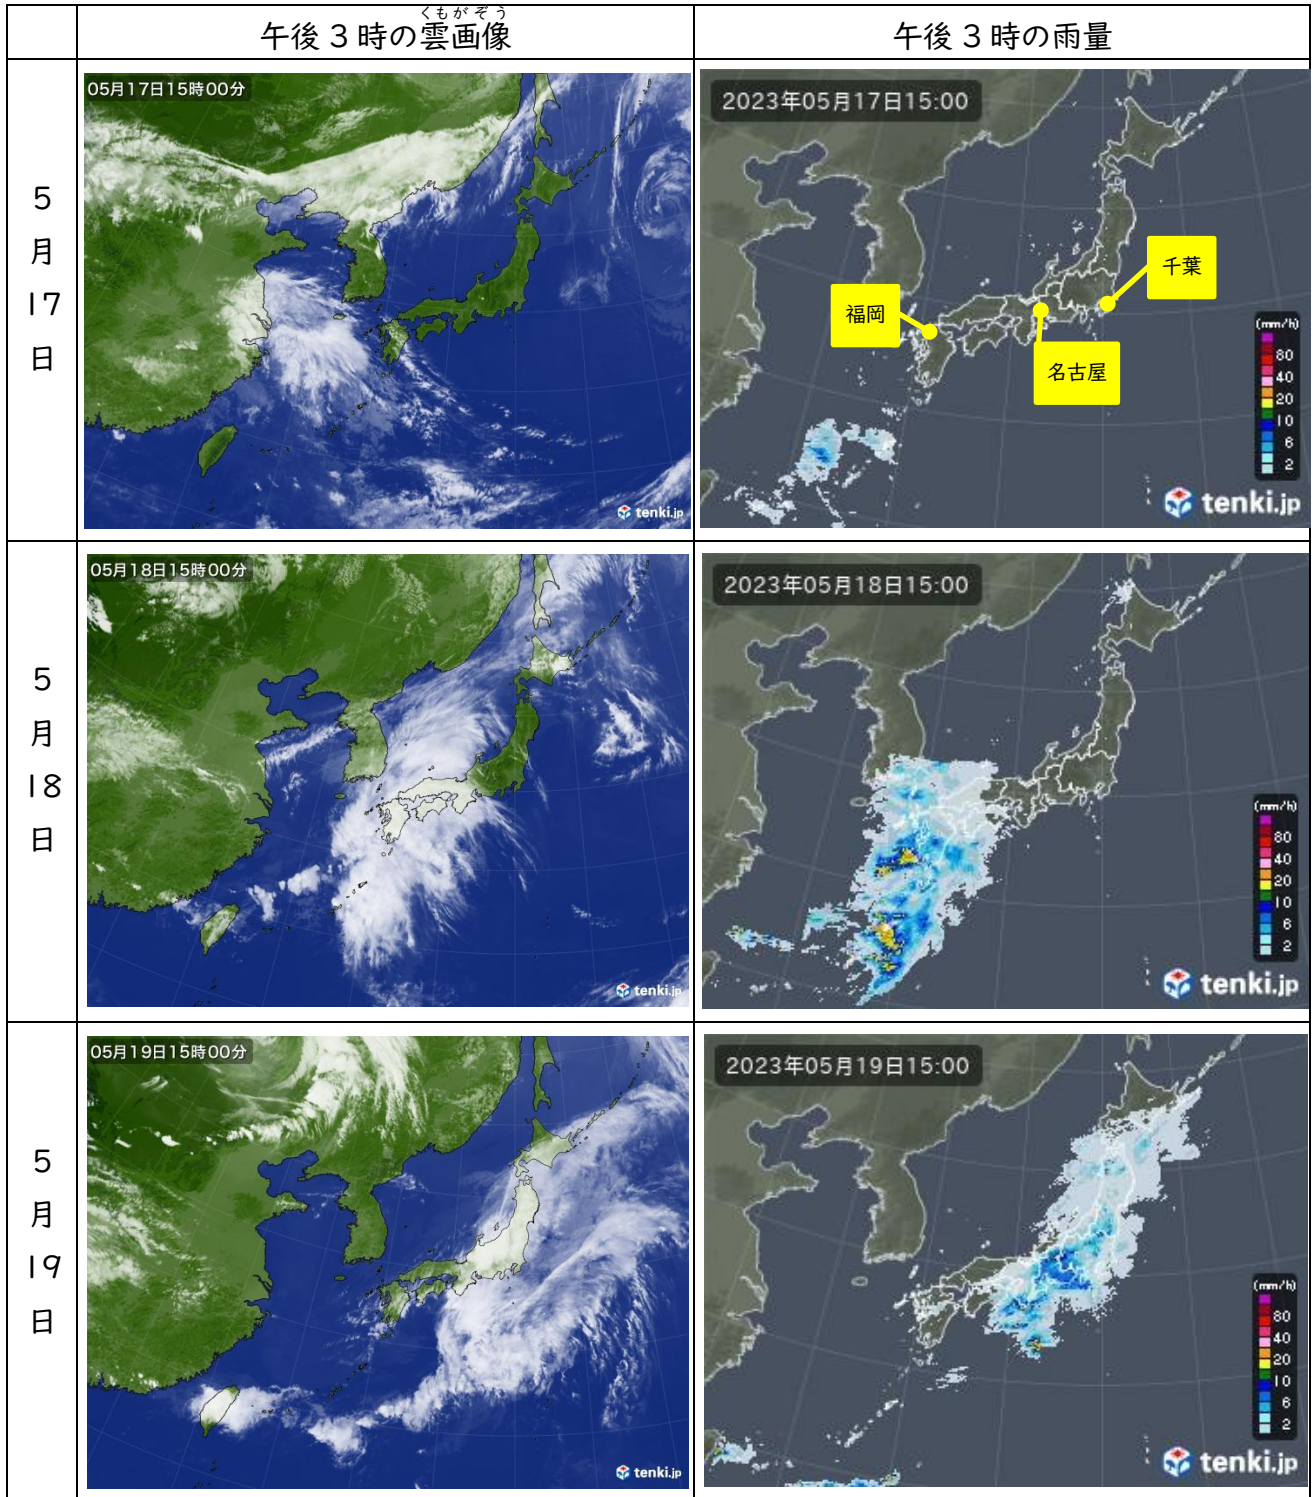 午後3時の雲画像
くもがぞう
午後3時の雨量
5月17日
05月17日15時00分
tenki.jp
2023年05月17日15:00
千葉
福岡
名古屋
(mm/h)
80
40
20
10
6
2
tenki.jp
5月18日
05月18日15時00分
tenki.jp
2023年05月18日15:00
(mm/h)
80
40
20
10
6
2
tenki.jp
5月19日
05月19日15時00分
tenki.jp
2023年05月19日15:00
(mm/h)
80
40
20
10
6
2
tenki.jp